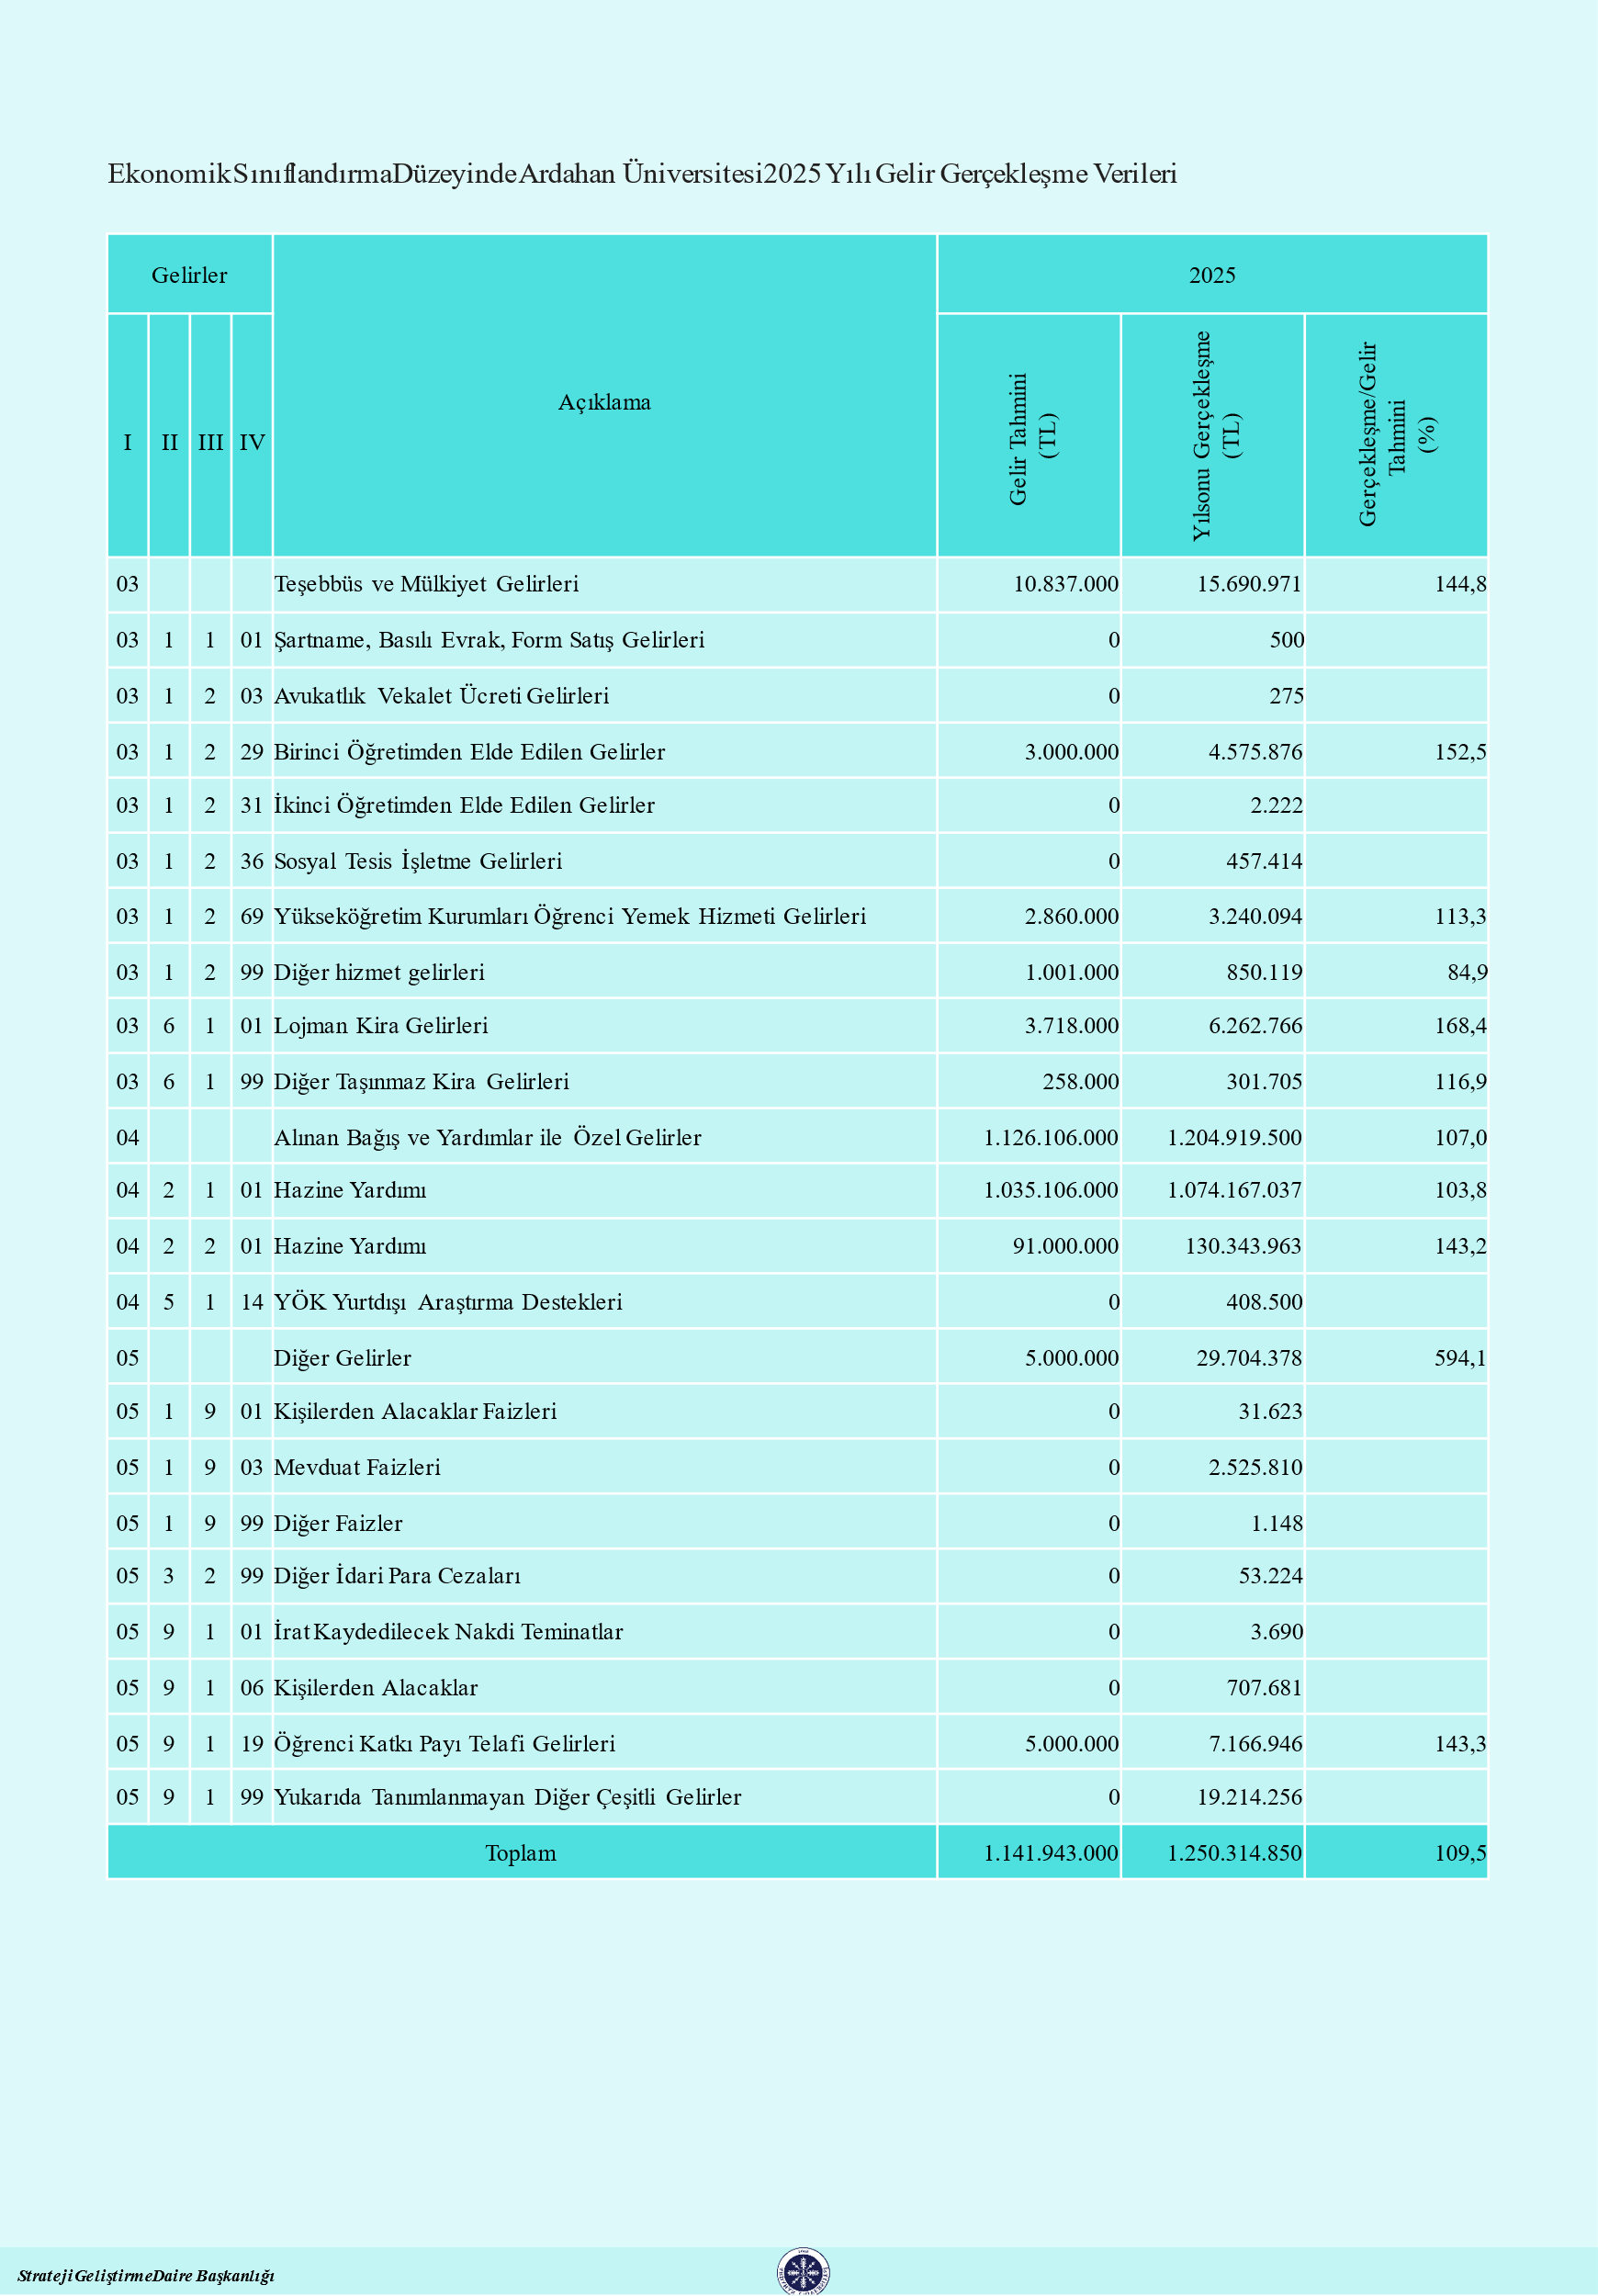 Ekonomik Sınıflandırma Düzeyinde Ardahan Üniversitesi 2025 Yılı Gelir Gerçekleşme Verileri
Gelirler Açıklama 2025
I II III IV Gelir Tahmini (TL) Yılsonu Gerçekleşme (TL) Gerçekleşme/Gelir Tahmini (%)
03 Teşebbüs ve Mülkiyet Gelirleri 10.837.000 15.690.971 144,8
03 1 1 01 Şartname, Basılı Evrak, Form Satış Gelirleri 0 500
03 1 2 03 Avukatlık Vekalet Ücreti Gelirleri 0 275
03 1 2 29 Birinci Öğretimden Elde Edilen Gelirler 3.000.000 4.575.876 152,5
03 1 2 31 İkinci Öğretimden Elde Edilen Gelirler 0 2.222
03 1 2 36 Sosyal Tesis İşletme Gelirleri 0 457.414
03 1 2 69 Yükseköğretim Kurumları Öğrenci Yemek Hizmeti Gelirleri 2.860.000 3.240.094 113,3
03 1 2 99 Diğer hizmet gelirleri 1.001.000 850.119 84,9
03 6 1 01 Lojman Kira Gelirleri 3.718.000 6.262.766 168,4
03 6 1 99 Diğer Taşınmaz Kira Gelirleri 258.000 301.705 116,9
04 Alınan Bağış ve Yardımlar ile Özel Gelirler 1.126.106.000 1.204.919.500 107,0
04 2 1 01 Hazine Yardımı 1.035.106.000 1.074.167.037 103,8
04 2 2 01 Hazine Yardımı 91.000.000 130.343.963 143,2
04 5 1 14 YÖK Yurtdışı Araştırma Destekleri 0 408.500
05 Diğer Gelirler 5.000.000 29.704.378 594,1
05 1 9 01 Kişilerden Alacaklar Faizleri 0 31.623
05 1 9 03 Mevduat Faizleri 0 2.525.810
05 1 9 99 Diğer Faizler 0 1.148
05 3 2 99 Diğer İdari Para Cezaları 0 53.224
05 9 1 01 İrat Kaydedilecek Nakdi Teminatlar 0 3.690
05 9 1 06 Kişilerden Alacaklar 0 707.681
05 9 1 19 Öğrenci Katkı Payı Telafi Gelirleri 5.000.000 7.166.946 143,3
05 9 1 99 Yukarıda Tanımlanmayan Diğer Çeşitli Gelirler 0 19.214.256
Toplam 1.141.943.000 1.250.314.850 109,5
Strateji Geliştirme Daire Başkanlığı